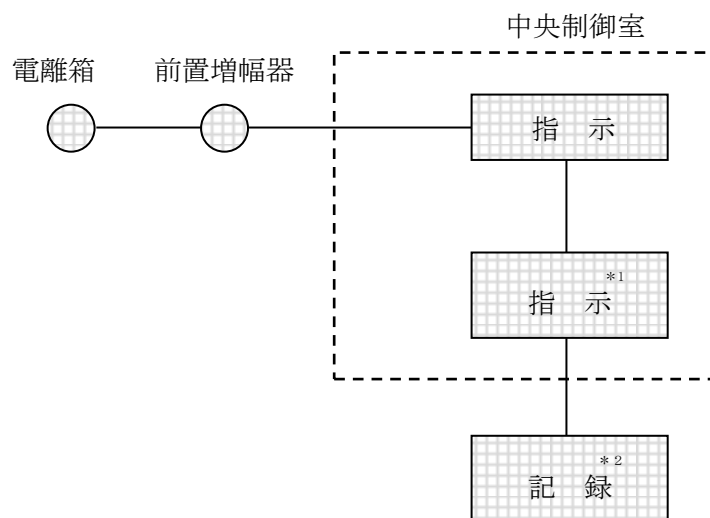 中央制御室
電離箱
前置増幅器
指 示
指 示*1
記 録*2